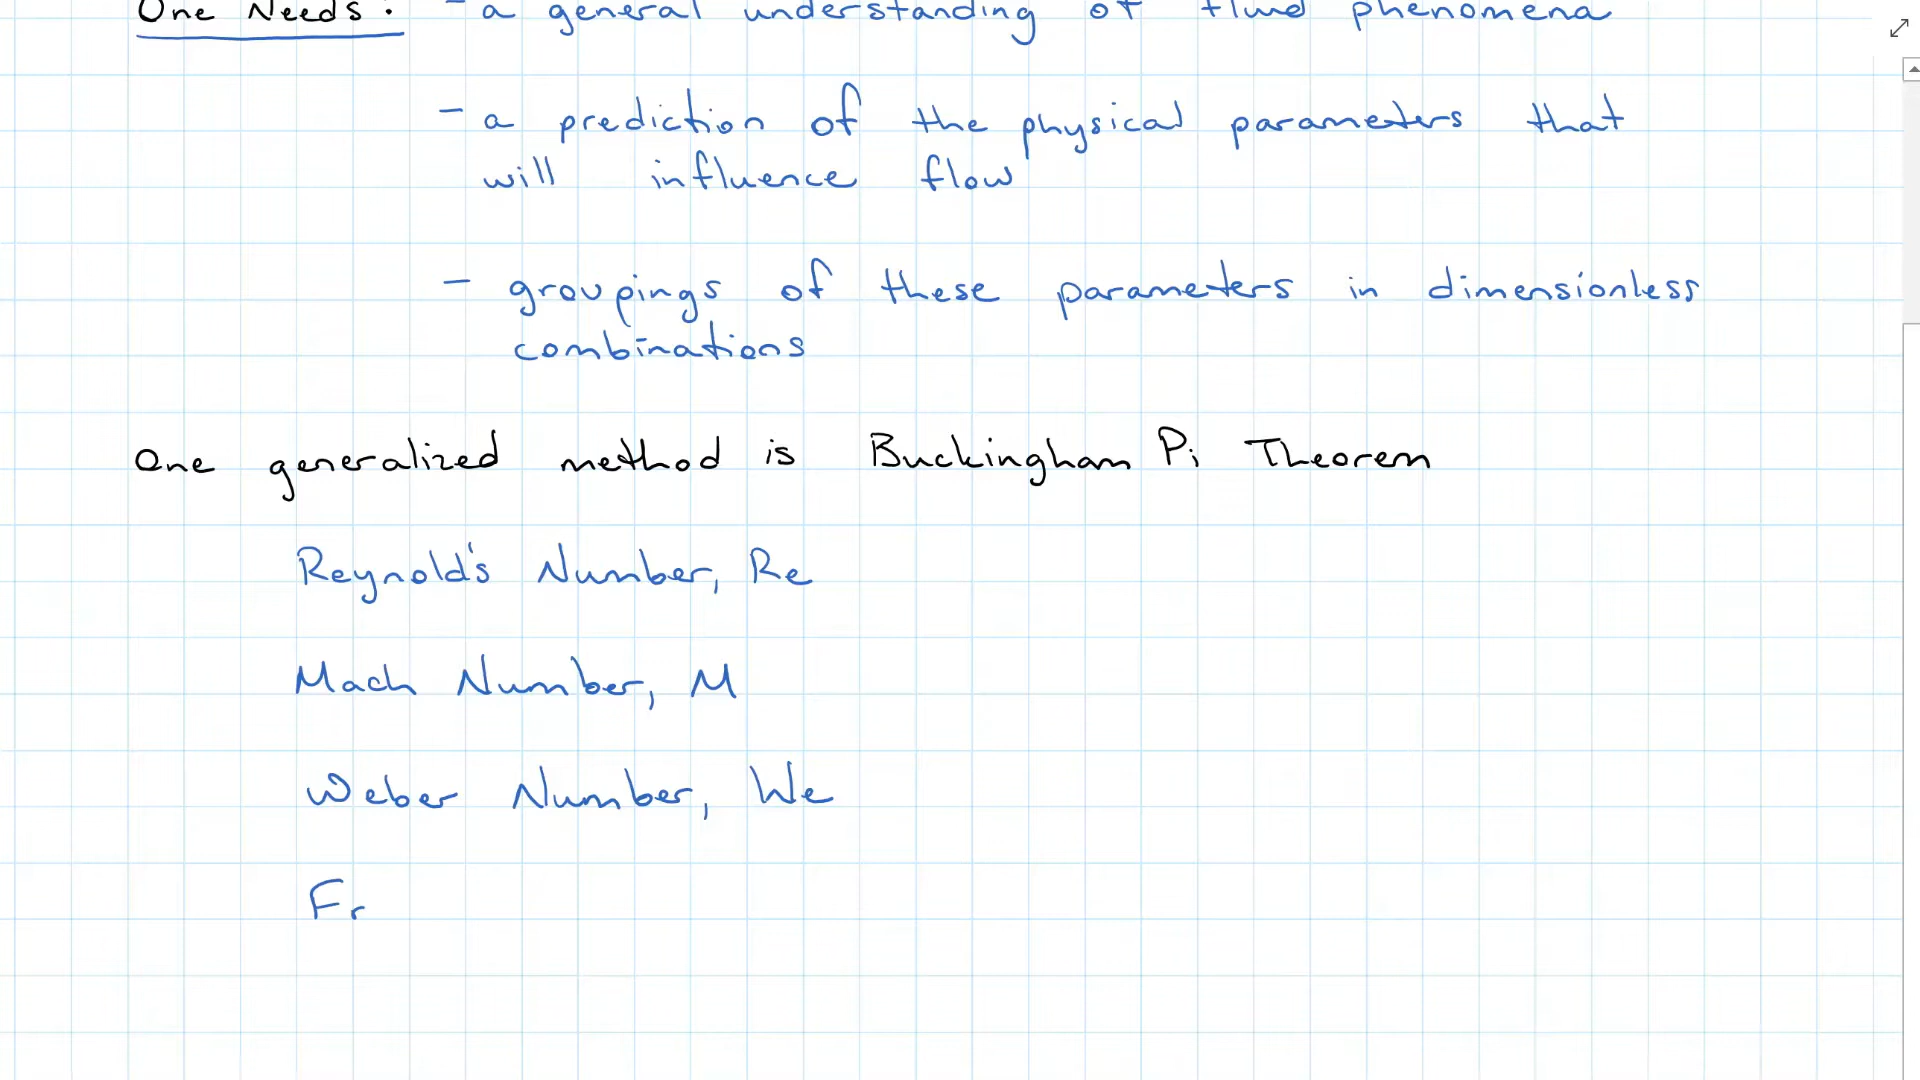 One Needs: - a general understanding of fluid phenomena
- a prediction of the physical parameters that
will influence flow
- groupings of these parameters in dimensionless
combinations
One generalized method is Buckingham Pi Theorem
Reynold's Number, Re
Mach Number, M
Weber Number, We
Fr